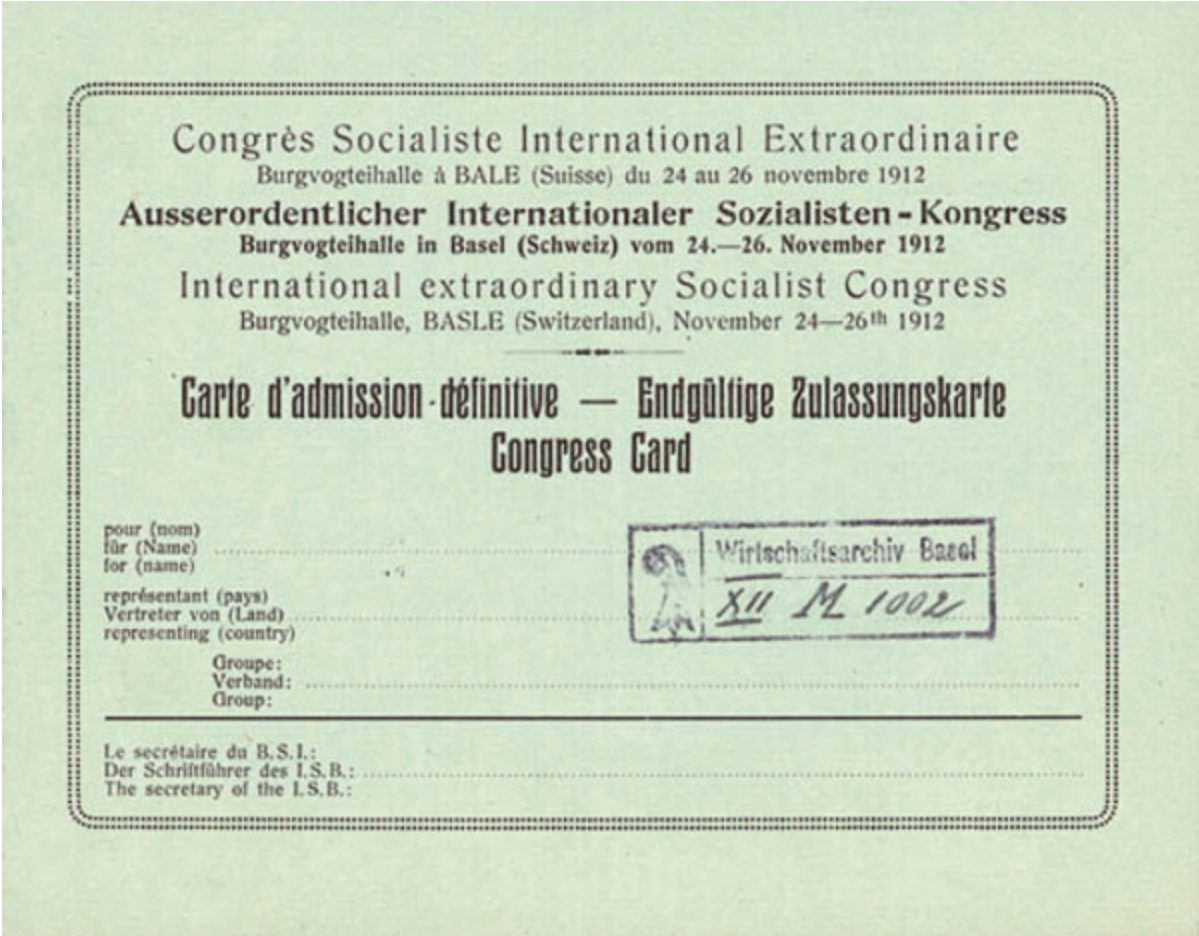 Congrès Socialiste International Extraordinaire
Burgvogteihalle à BALE (Suisse) du 24 au 26 novembre 1912
Ausserordentlicher Internationaler Sozialisten-Kongress
Burgvogteihalle in Basel (Schweiz) vom 24.—26. November 1912
International extraordinary Socialist Congress
Burgvogteihalle, BASLE (Switzerland), November 24—26th 1912
Carte d'admission définitive — Endgültige Zulassungskarte
Congress Card
pour (nom)
für (Name)
for (name)
Wirtschaftsarchiv Basel
XII M 1002
représentant (pays)
Vertreter von (Land)
representing (country)
Groupe:
Verband:
Group:
Le secrétaire du B.S.I.:
Der Schriftführer des I.S.B.:
The secretary of the I.S.B.: